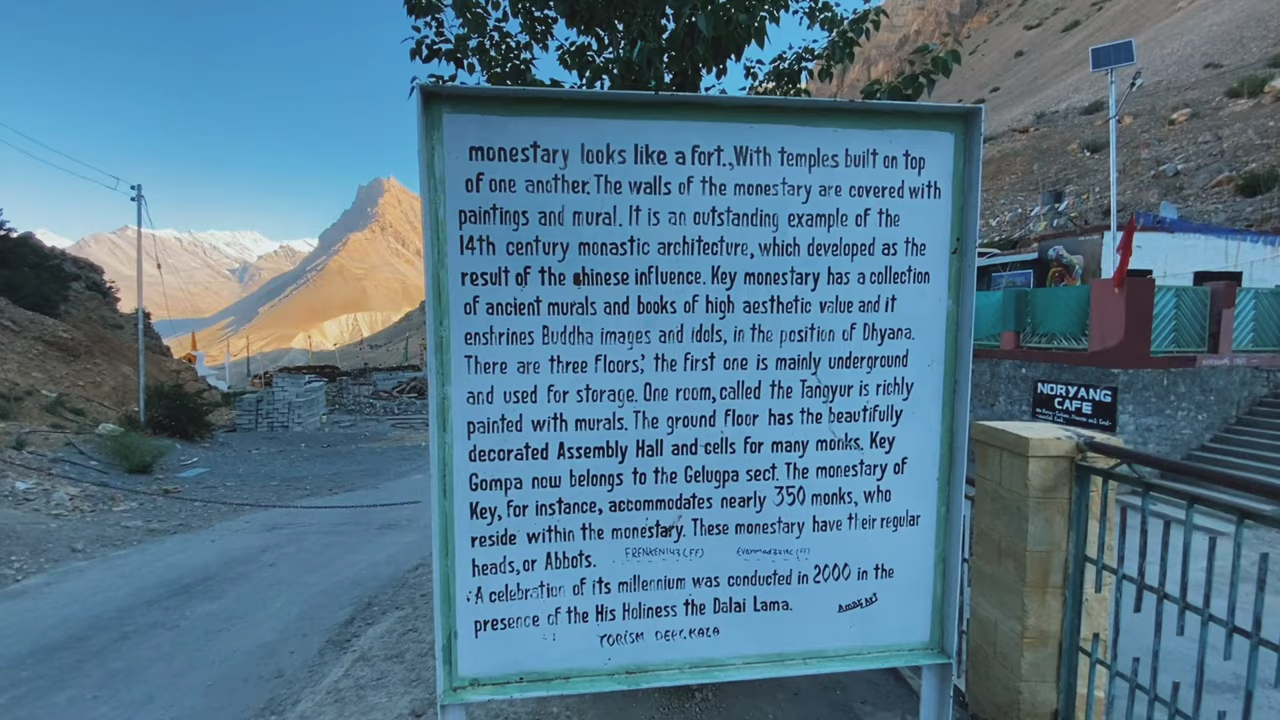 monestary looks like a fort., With temples built on top
of one another. The walls of the monestary are covered with
paintings and mural. It is an outstanding example of the
14th century monastic architecture, which developed as the
result of the chinese influence. Key monestary has a collection
of ancient murals and books of high aesthetic value and it
enshrines Buddha images and idols, in the position of Dhyana.
There are three floors; the first one is mainly underground
and used for storage. One room, called the Tangyur is richly
painted with murals. The ground floor has the beautifully
decorated Assembly Hall and cells for many monks. Key
Gompa now belongs to the Gelugpa sect. The monestary of
Key, for instance, accommodates nearly 350 monks, who
reside within the monestary. These monestary have their regular
heads, or Abbots.
A celebration of its millennium was conducted in 2000 in the
presence of the His Holiness the Dalai Lama.
TORISM DEPT. KAZA
NORYANG
CAFE